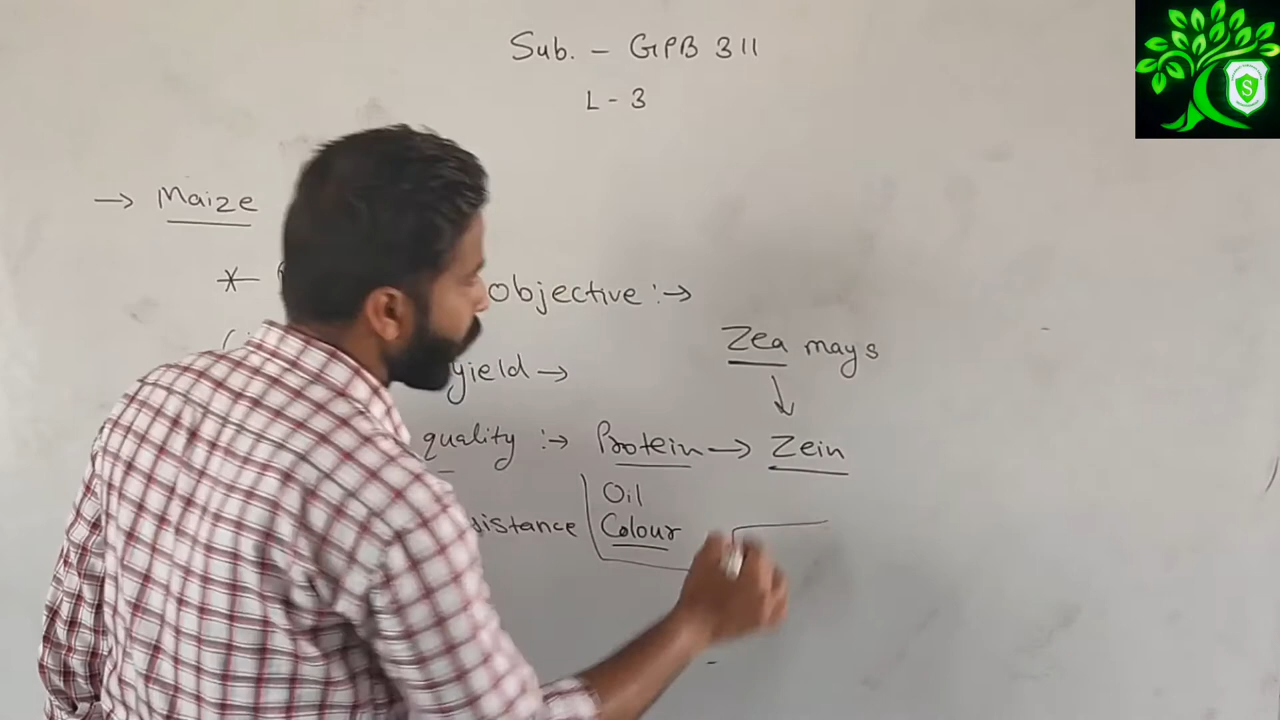 Sub. - GPB 311
L - 3
→ Maize
* objective :→
yield →
Zea mays
↓
quality :→ Protein → Zein
Oil
Colour
sistance
S